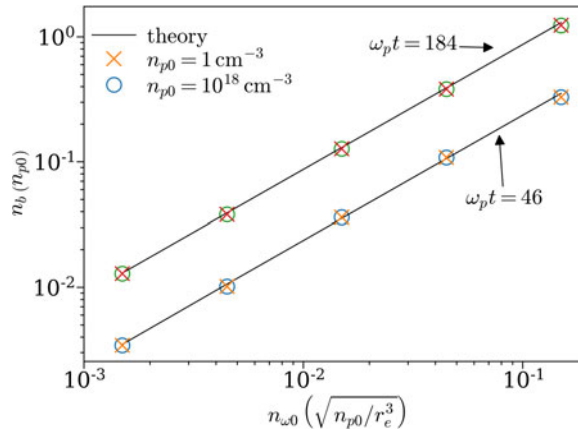 theory
n_{p0} = 1 cm^{-3}
n_{p0} = 10^{18} cm^{-3}
ω_p t = 184
ω_p t = 46
n_b (n_{p0})
10^0
10^{-1}
10^{-2}
10^{-3}
10^{-2}
10^{-1}
n_{ω0} (√(n_{p0}/r_e^3))